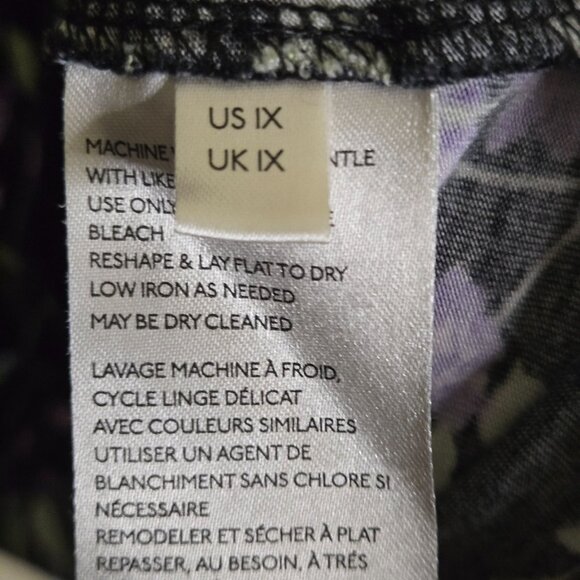 US IX
UK IX
MACHINE NTLE
WITH LIKE
USE ONLY E
BLEACH
RESHAPE & LAY FLAT TO DRY
LOW IRON AS NEEDED
MAY BE DRY CLEANED
LAVAGE MACHINE À FROID,
CYCLE LINGE DÉLICAT
AVEC COULEURS SIMILAIRES
UTILISER UN AGENT DE
BLANCHIMENT SANS CHLORE SI
NÉCESSAIRE
REMODELER ET SÉCHER À PLAT
REPASSER, AU BESOIN, À TRÉS